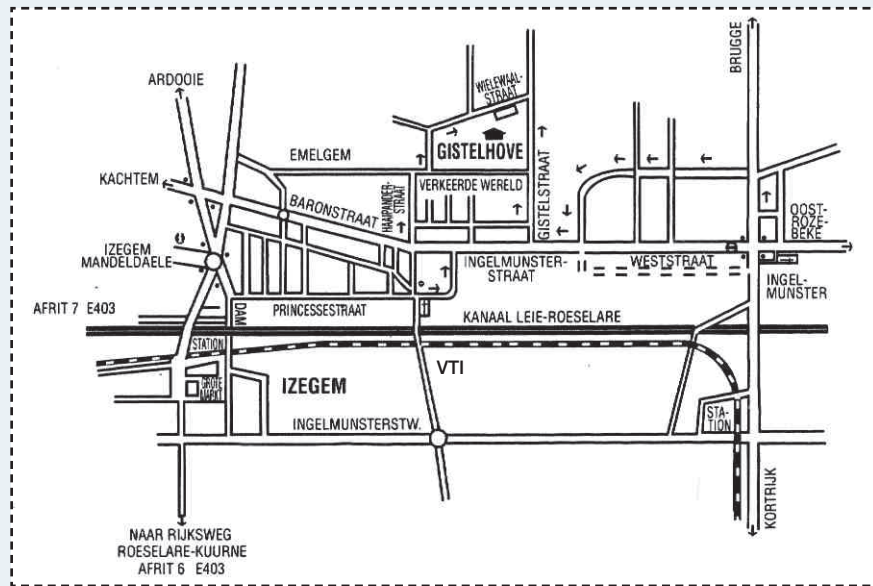 BRUGGE
ARDOOIE
WIELEWAAL-
STRAAT
EMELGEM
GISTELHOVE
KACHTEM
VERKEERDE WERELD
HAAIPANDER-
STRAAT
BARONSTRAAT
GISTELSTRAAT
OOST-
ROZE-
BEKE
IZEGEM
MANDELDAELE
INGELMUNSTER-
STRAAT
WESTSTRAAT
INGEL-
MUNSTER
AFRIT 7 E403
DAM
PRINCESSESTRAAT
KANAAL LEIE-ROESELARE
STATION
VTI
GROTE
MARKT
IZEGEM
INGELMUNSTERSTW.
STA-
TION
KORTRIJK
NAAR RIJKSWEG
ROESELARE-KUURNE
AFRIT 6 E403